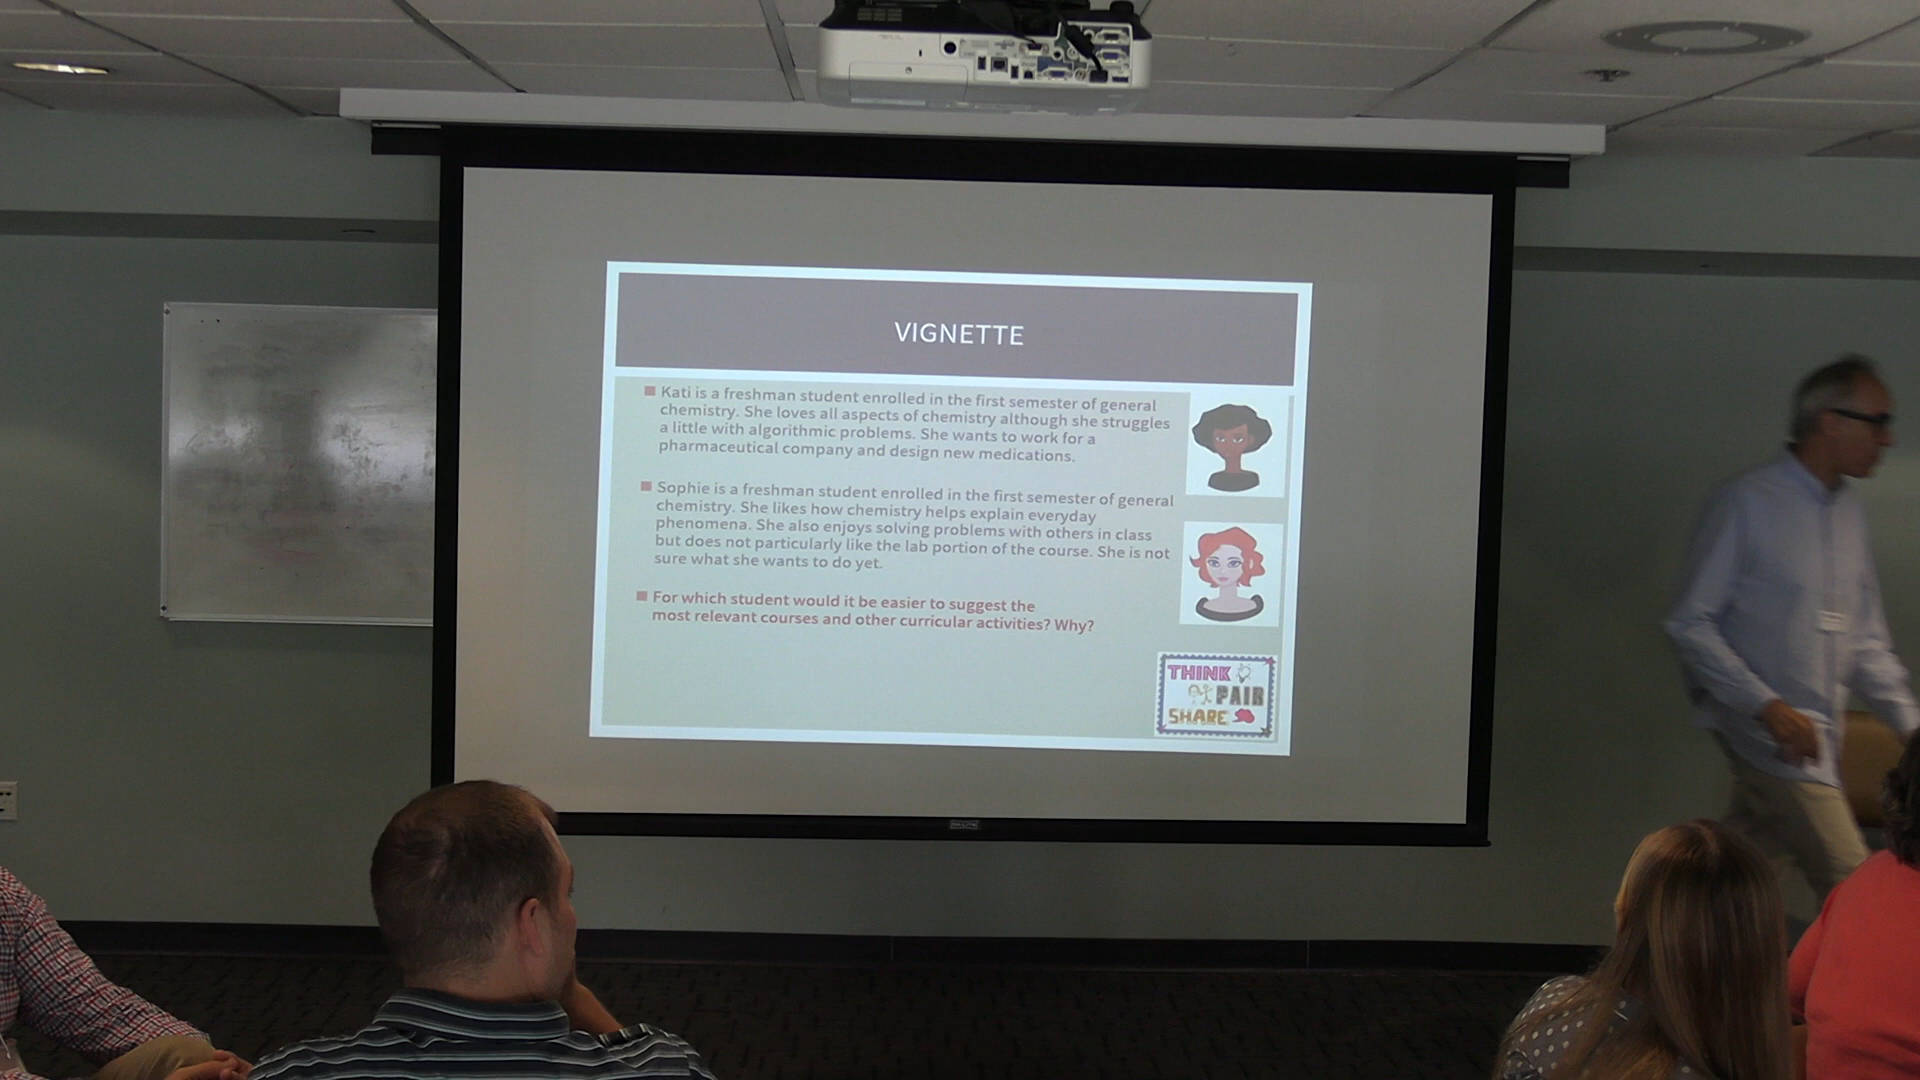 VIGNETTE
Kati is a freshman student enrolled in the first semester of general
chemistry. She loves all aspects of chemistry although she struggles
a little with algorithmic problems. She wants to work for a
pharmaceutical company and design new medications.
Sophie is a freshman student enrolled in the first semester of general
chemistry. She likes how chemistry helps explain everyday
phenomena. She also enjoys solving problems with others in class
but does not particularly like the lab portion of the course. She is not
sure what she wants to do yet.
For which student would it be easier to suggest the
most relevant courses and other curricular activities? Why?
THINK
PAIR
SHARE